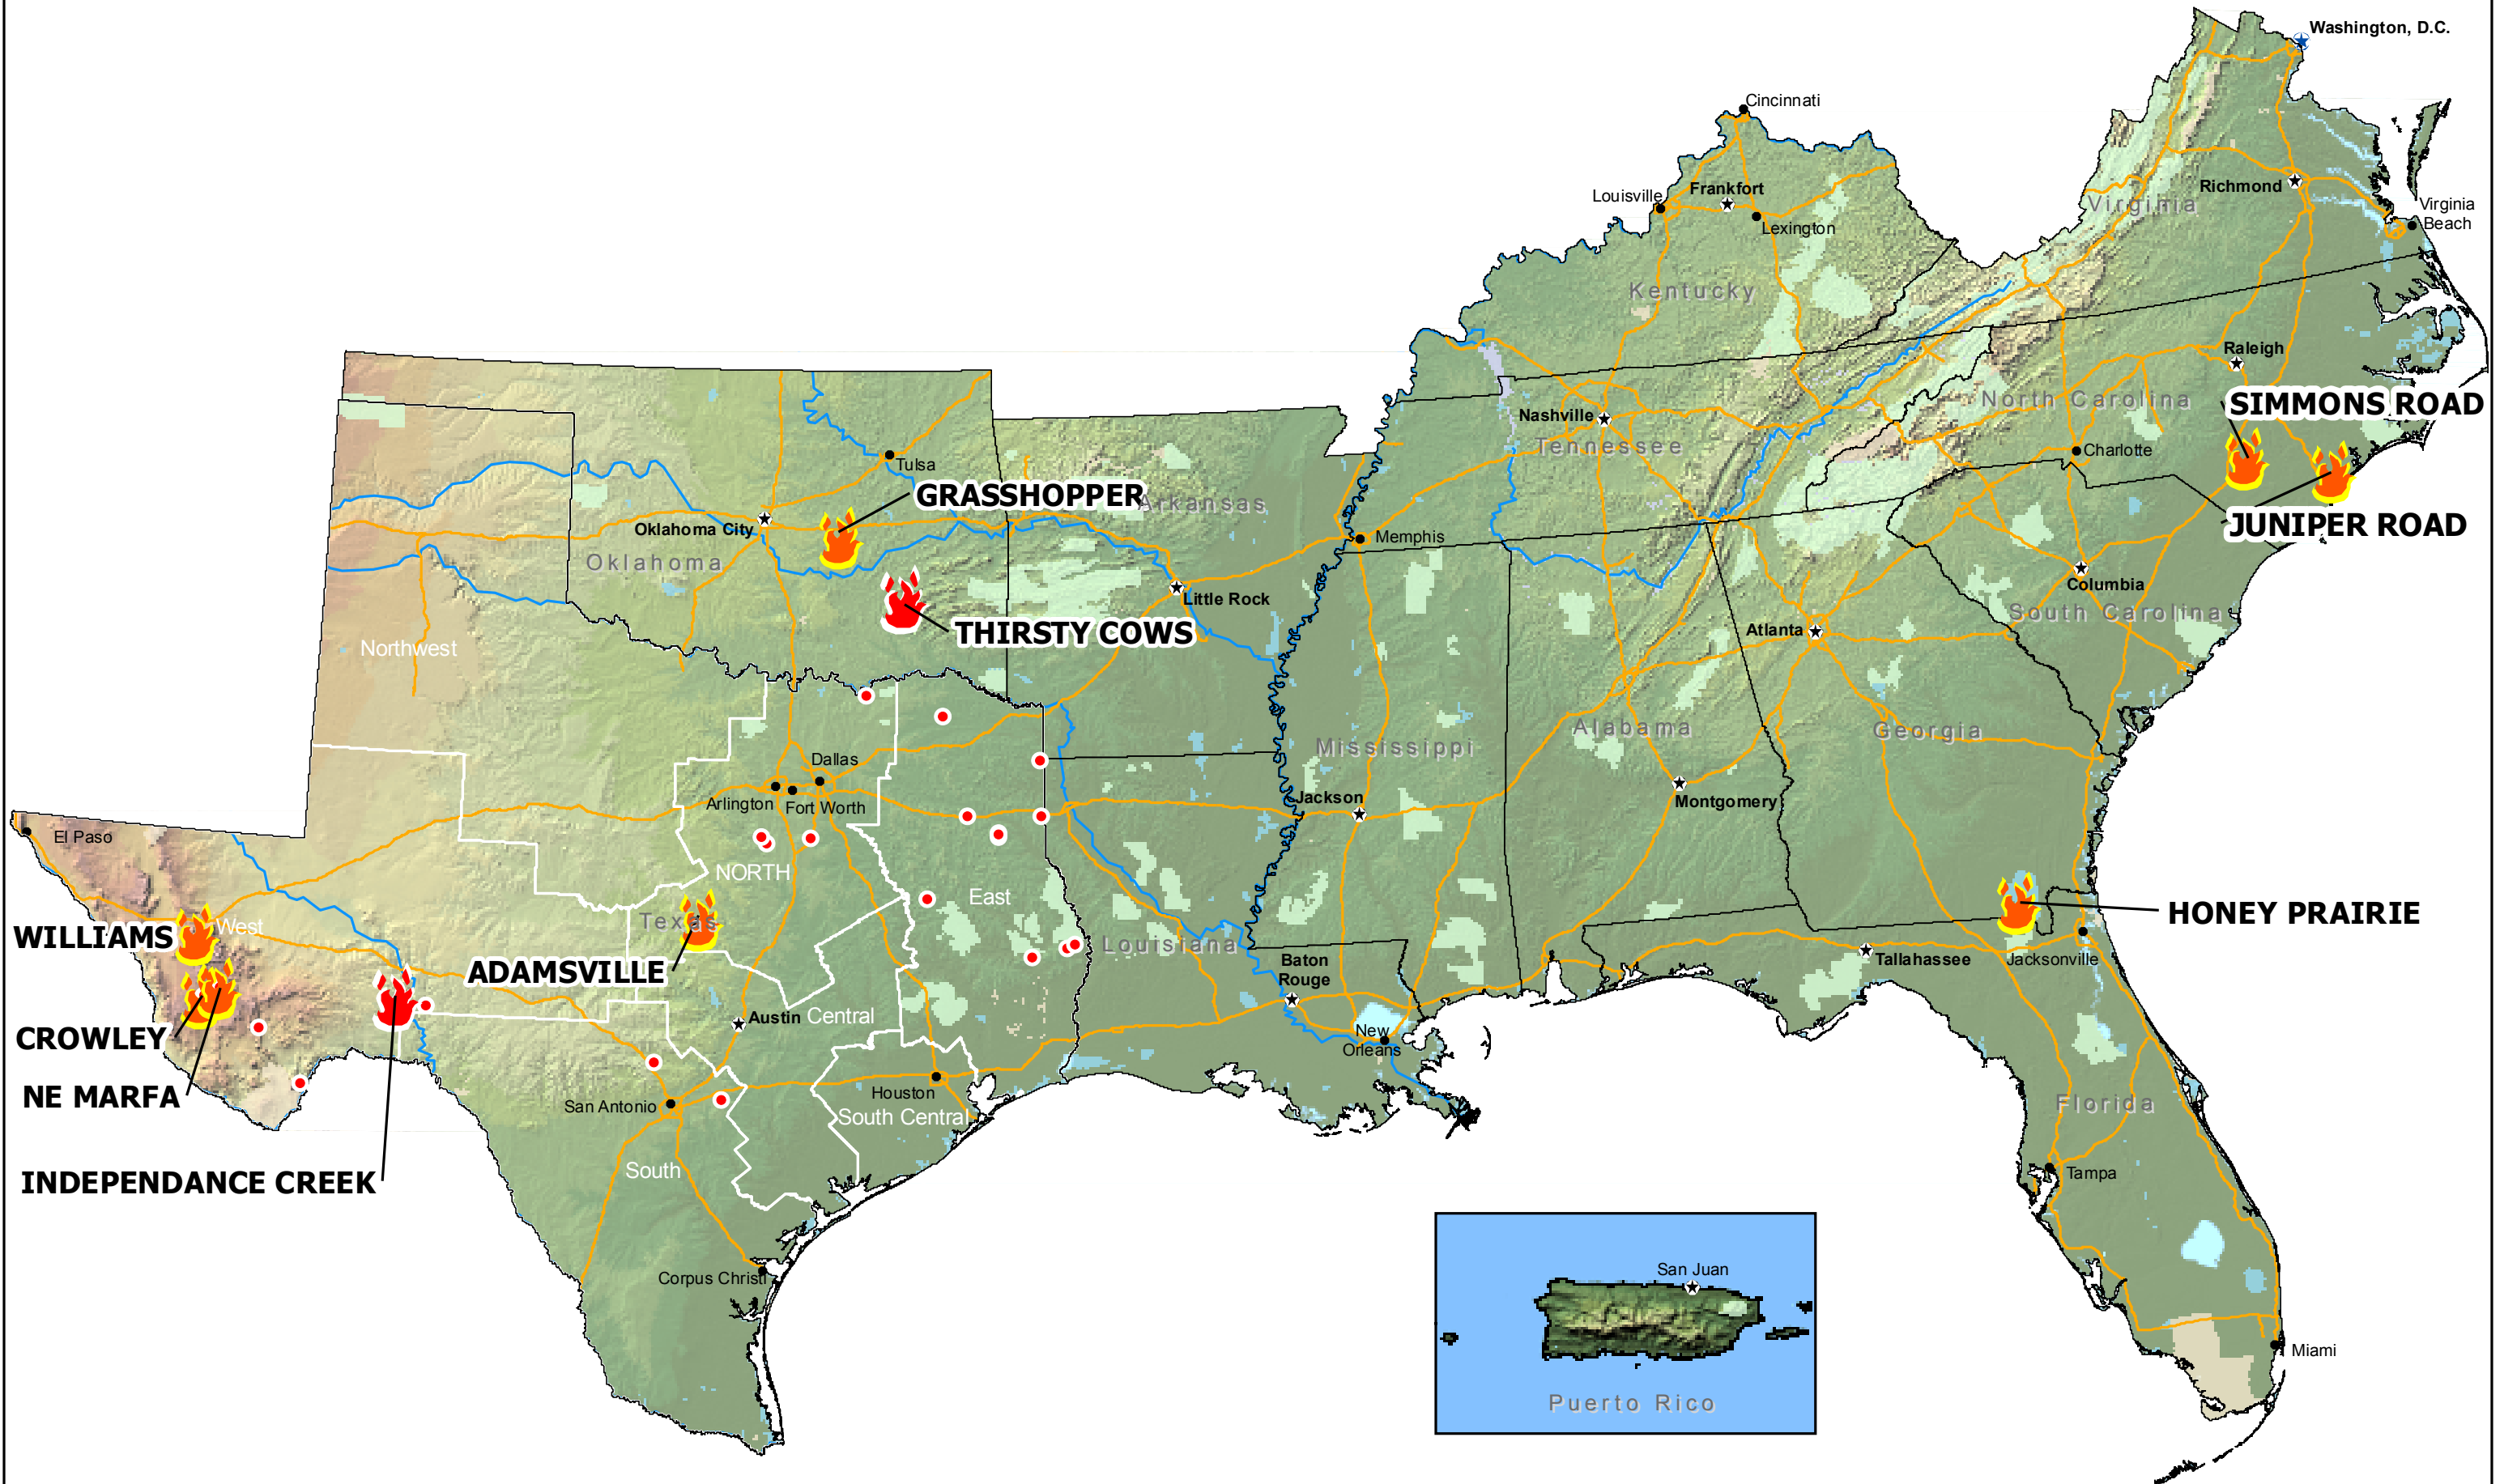 Washington, D.C.
Cincinnati
Louisville
Frankfort
Lexington
Richmond
Virginia
Virginia
Beach
Kentucky
Raleigh
North Carolina
SIMMONS ROAD
Nashville
Tennessee
Charlotte
Tulsa
GRASSHOPPER
Arkansas
Oklahoma City
Oklahoma
Memphis
JUNIPER ROAD
Columbia
South Carolina
Little Rock
THIRSTY COWS
Atlanta
Northwest
Mississippi
Alabama
Georgia
Dallas
Arlington
Fort Worth
Jackson
Montgomery
El Paso
NORTH
East
HONEY PRAIRIE
WILLIAMS
West
Texas
Louisiana
ADAMSVILLE
Baton
Rouge
Tallahassee
Jacksonville
CROWLEY
Austin
Central
New
Orleans
NE MARFA
San Antonio
Houston
South Central
Florida
INDEPENDANCE CREEK
South
Tampa
Corpus Christi
San Juan
Puerto Rico
Miami